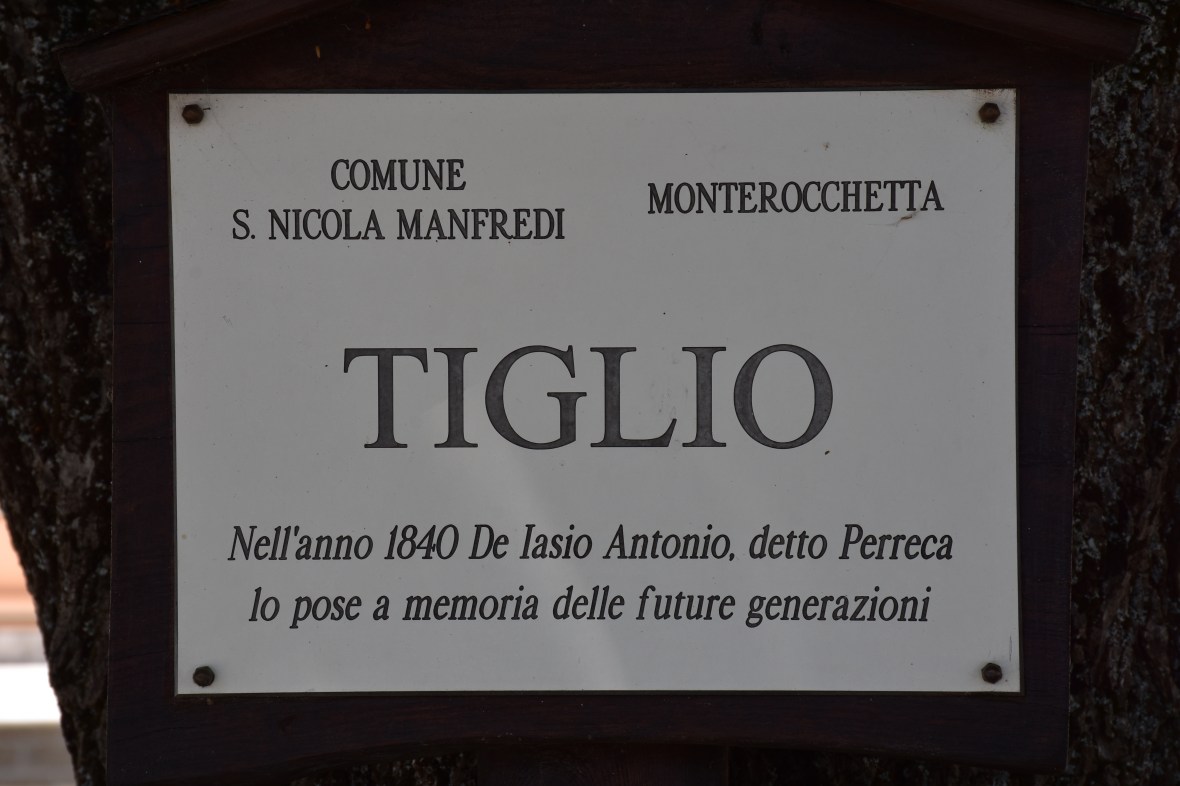 COMUNE
S. NICOLA MANFREDI
MONTEROCCHETTA
TIGLIO
Nell'anno 1840 De Iasio Antonio, detto Perreca
lo pose a memoria delle future generazioni